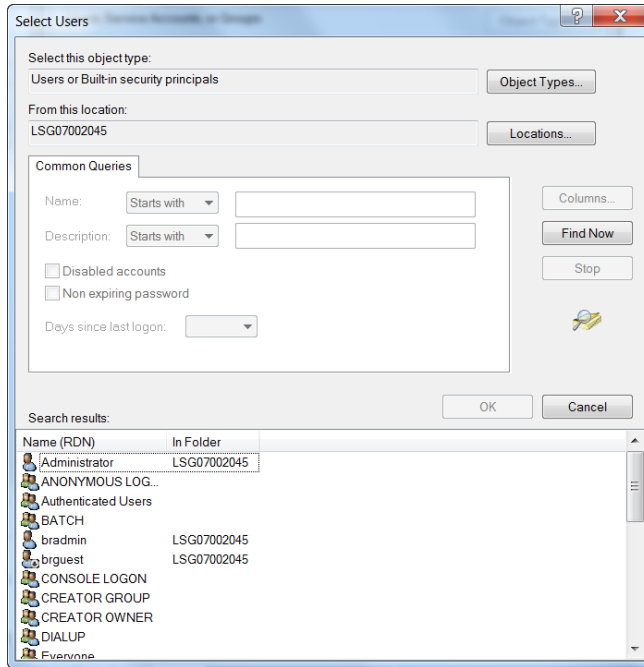 Select Users
Select this object type:
Users or Built-in security principals
Object Types...
From this location:
LSG07002045
Locations...
Common Queries
Name: Starts with
Columns...
Description: Starts with
Find Now
Disabled accounts
Stop
Non expiring password
Days since last logon:
OK Cancel
Search results:
Name (RDN) In Folder
Administrator LSG07002045
ANONYMOUS LOG...
Authenticated Users
BATCH
bradmin LSG07002045
brguest LSG07002045
CONSOLE LOGON
CREATOR GROUP
CREATOR OWNER
DIALUP
Everyone